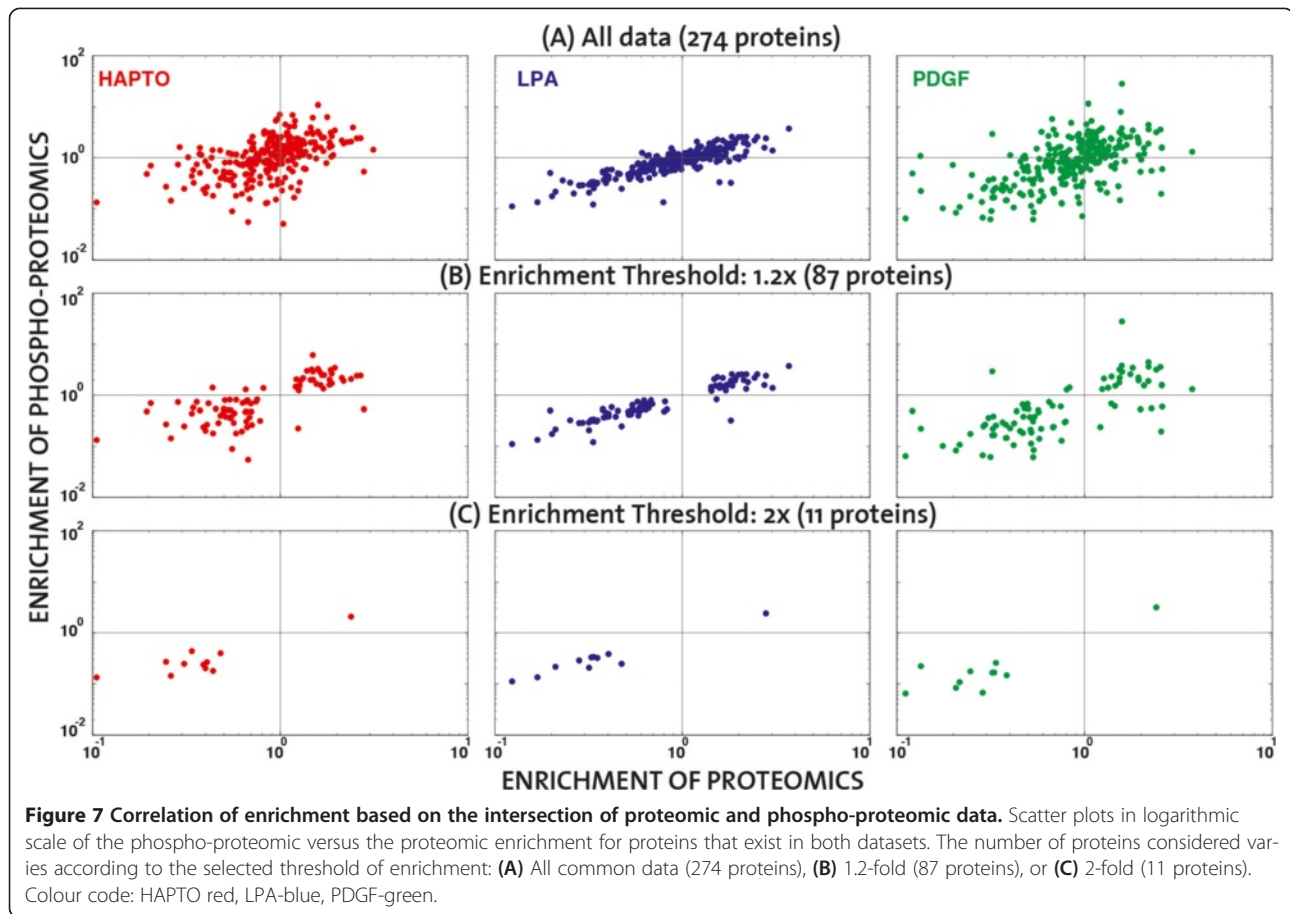 (A) All data (274 proteins)
HAPTO
LPA
PDGF
10^2
10^0
10^-2
(B) Enrichment Threshold: 1.2x (87 proteins)
10^2
10^0
10^-2
(C) Enrichment Threshold: 2x (11 proteins)
10^2
10^0
10^-2
10^-1 10^0 10^1 10^-1 10^0 10^1 10^-1 10^0 10^1
ENRICHMENT OF PHOSPHO-PROTEOMICS
ENRICHMENT OF PROTEOMICS
Figure 7 Correlation of enrichment based on the intersection of proteomic and phospho-proteomic data. Scatter plots in logarithmic
scale of the phospho-proteomic versus the proteomic enrichment for proteins that exist in both datasets. The number of proteins considered var-
ies according to the selected threshold of enrichment: (A) All common data (274 proteins), (B) 1.2-fold (87 proteins), or (C) 2-fold (11 proteins).
Colour code: HAPTO red, LPA-blue, PDGF-green.